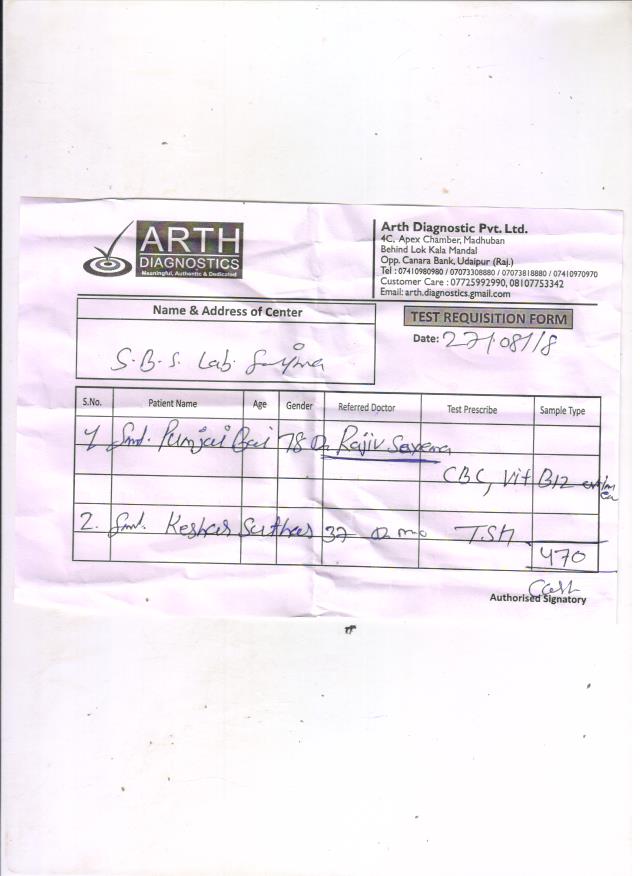 ARTH
DIAGNOSTICS
Meaningful, Authentic & Dedicated
Arth Diagnostic Pvt. Ltd.
4C, Apex Chamber, Madhuban
Behind Lok Kala Mandal
Opp. Canara Bank, Udaipur (Raj.)
Tel : 07410980980 / 07073308880 / 07073818880 / 07410970970
Customer Care : 07725992990, 08107753342
Email: arth.diagnostics.gmail.com
Name & Address of Center
S.B.S. Lab
TEST REQUISITION FORM
Date: 27/08/18
S.No. Patient Name Age Gender Referred Doctor Test Prescribe Sample Type
1 Smt. Punjai Bai 78 Dr Rajiv Saxena
CBC, Vit B12
2. Smt. Keshar Suthar 32 TSH
470
Cash
Authorised Signatory